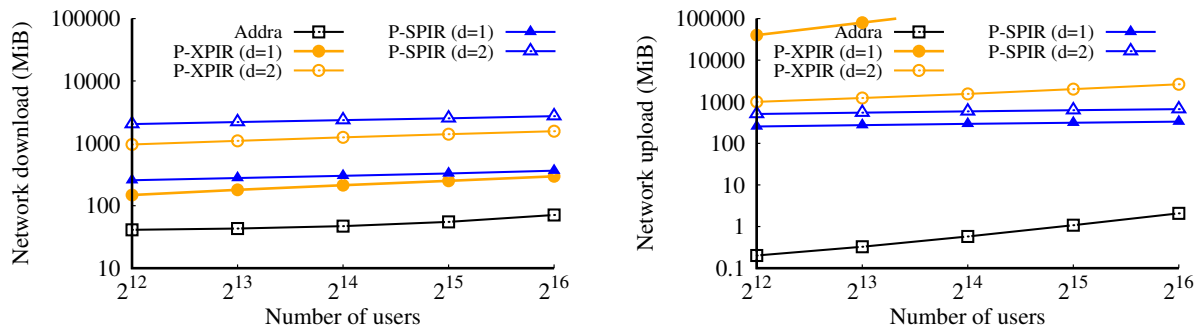 Network download (MiB)
100000
10000
1000
100
10
Addra
P-XPIR (d=1)
P-XPIR (d=2)
P-SPIR (d=1)
P-SPIR (d=2)
2^12 2^13 2^14 2^15 2^16
Number of users
Network upload (MiB)
100000
10000
1000
100
10
1
0.1
Addra
P-XPIR (d=1)
P-XPIR (d=2)
P-SPIR (d=1)
P-SPIR (d=2)
2^12 2^13 2^14 2^15 2^16
Number of users